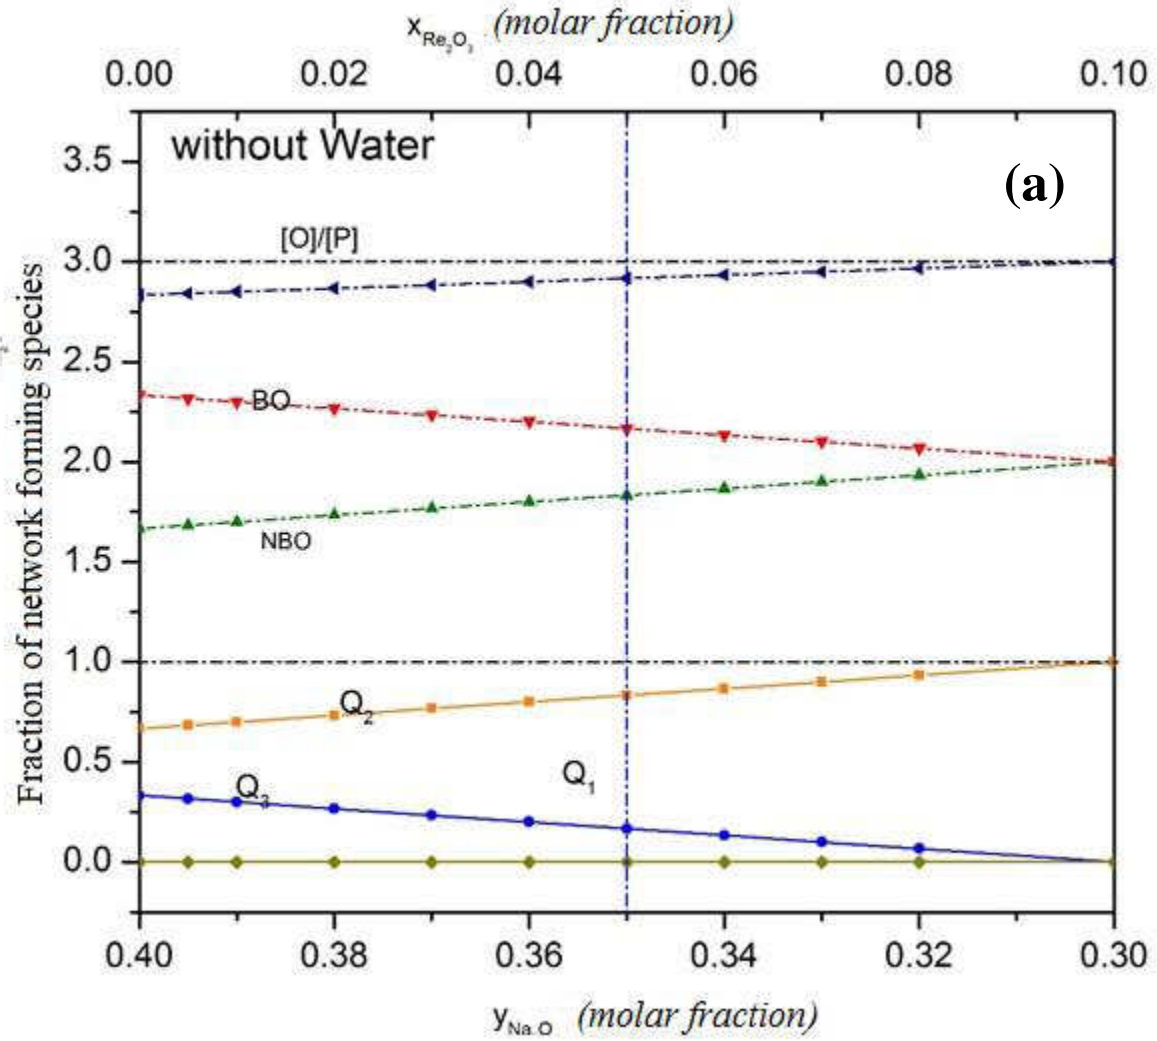 x Re₂O₃ (molar fraction)
0.00 0.02 0.04 0.06 0.08 0.10
without Water
(a)
3.5
[O]/[P]
3.0
2.5
BO
2.0
NBO
1.5
1.0
Q₂
0.5
Q₁
Q₃
0.0
Fraction of network forming species
0.40 0.38 0.36 0.34 0.32 0.30
y Na₂O (molar fraction)